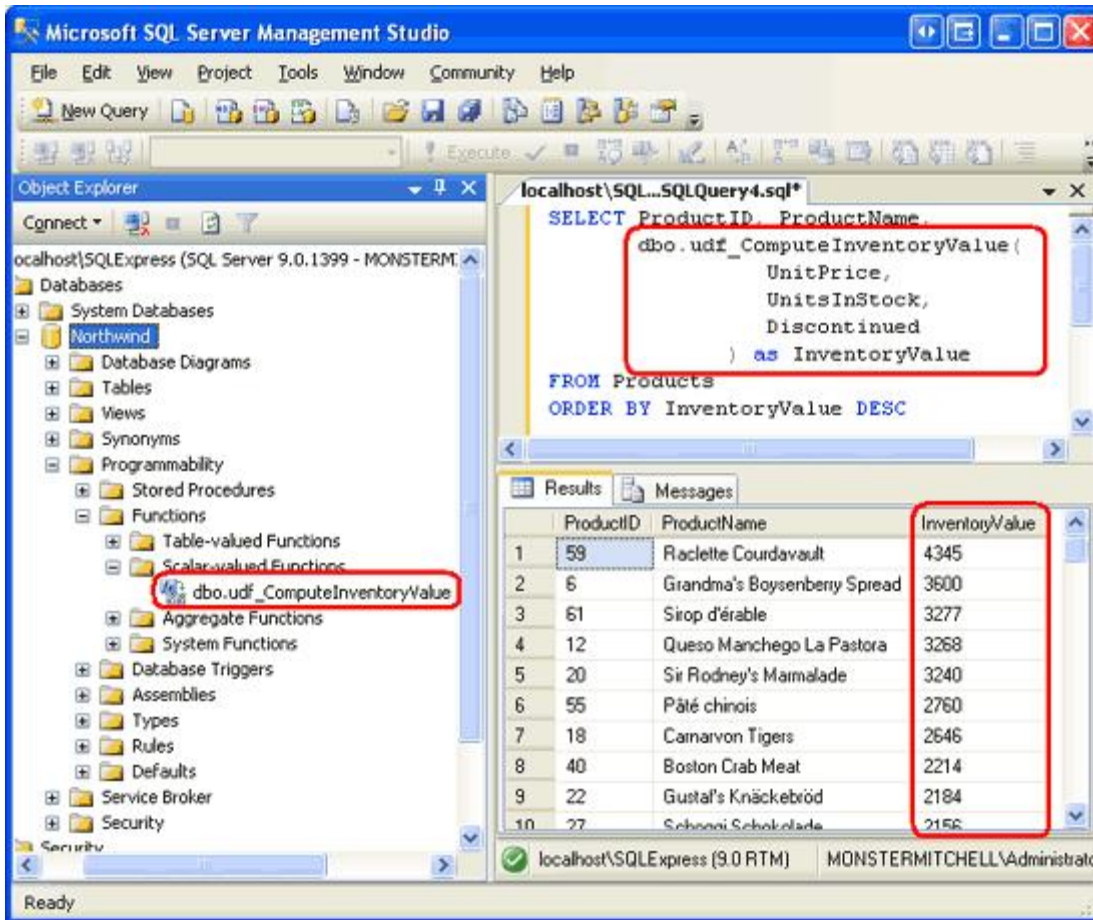 Microsoft SQL Server Management Studio
File Edit View Project Tools Window Community Help
New Query
Execute
Object Explorer
Connect
ocalhost\SQLExpress (SQL Server 9.0.1399 - MONSTERM
Databases
System Databases
Northwind
Database Diagrams
Tables
Views
Synonyms
Programmability
Stored Procedures
Functions
Table-valued Functions
Scalar-valued Functions
dbo.udf_ComputeInventoryValue
Aggregate Functions
System Functions
Database Triggers
Assemblies
Types
Rules
Defaults
Service Broker
Security
Security
localhost\SQL...SQLQuery4.sql*
SELECT ProductID, ProductName,
dbo.udf_ComputeInventoryValue(
UnitPrice,
UnitsInStock,
Discontinued
) as InventoryValue
FROM Products
ORDER BY InventoryValue DESC
Results Messages
ProductID ProductName InventoryValue
1 59 Raclette Courdavault 4345
2 6 Grandma's Boysenberry Spread 3600
3 61 Sirop d'érable 3277
4 12 Queso Manchego La Pastora 3268
5 20 Sir Rodney's Marmalade 3240
6 55 Pâté chinois 2760
7 18 Carnarvon Tigers 2646
8 40 Boston Crab Meat 2214
9 22 Gustaf's Knäckebröd 2184
10 27 Schoggi Schokolade 2156
localhost\SQLExpress (9.0 RTM) MONSTERMITCHELL\Administrato
Ready